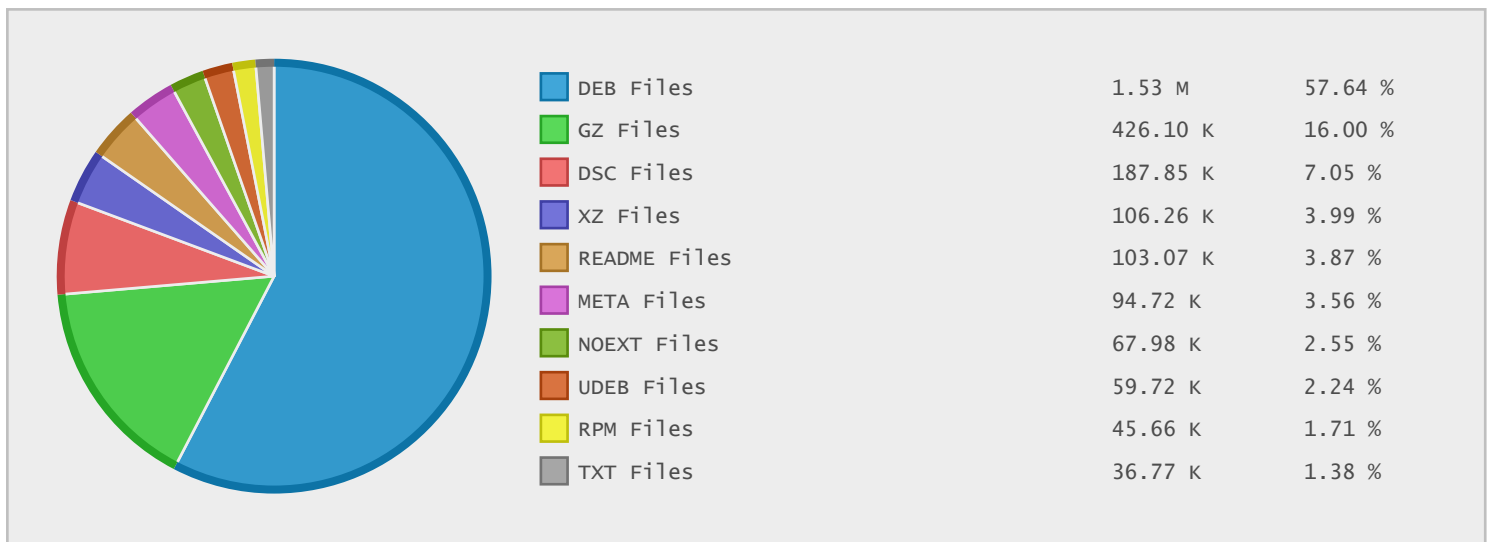 DEB Files 1.53 M 57.64 %
GZ Files 426.10 K 16.00 %
DSC Files 187.85 K 7.05 %
XZ Files 106.26 K 3.99 %
README Files 103.07 K 3.87 %
META Files 94.72 K 3.56 %
NOEXT Files 67.98 K 2.55 %
UDEB Files 59.72 K 2.24 %
RPM Files 45.66 K 1.71 %
TXT Files 36.77 K 1.38 %